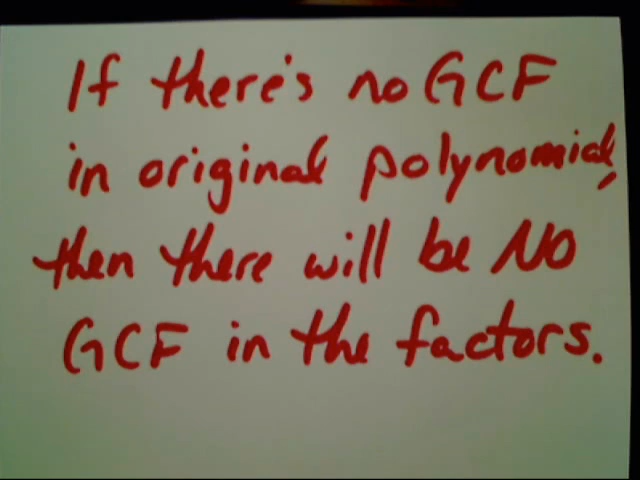 If there's no GCF
in original polynomial,
then there will be NO
GCF in the factors.